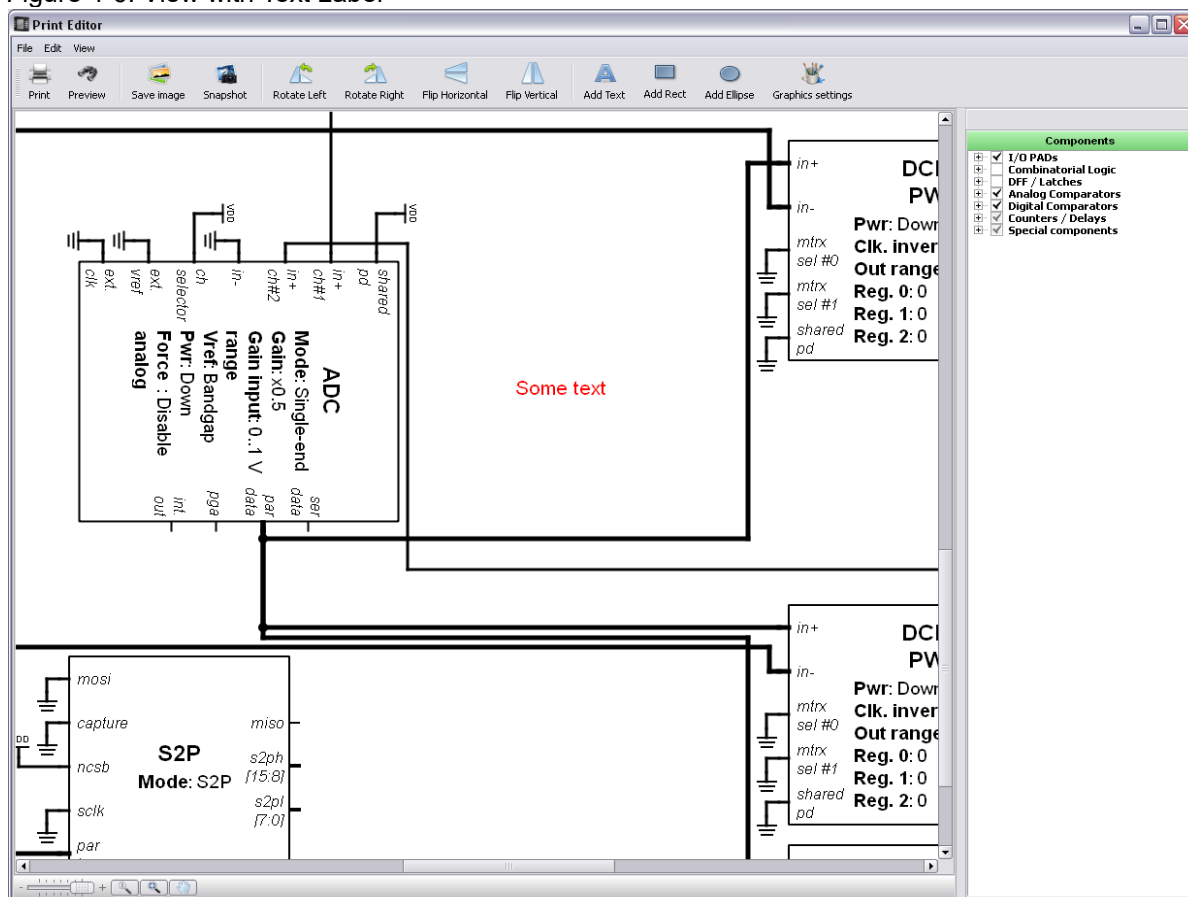 Figure 1-6. View with Text Label
Print Editor
File Edit View
Print Preview Save image Snapshot Rotate Left Rotate Right Flip Horizontal Flip Vertical Add Text Add Rect Add Ellipse Graphics settings
Components
I/O PADs
Combinatorial Logic
DFF / Latches
Analog Comparators
Digital Comparators
Counters / Delays
Special components
VDD
VDD
ext. clk
ext. vref
ch selector
in-
in+ ch#2
in+ ch#1
shared pd
ADC
Mode: Single-end
Gain: x0.5
Gain input: 0..1 V
range
Vref: Bandgap
Pwr: Down
Force : Disable
analog
int. out
pga
par data
ser data
Some text
in+
in-
mtrx
sel #0
mtrx
sel #1
shared
pd
Pwr: Down
Clk. inver
Out range
Reg. 0: 0
Reg. 1: 0
Reg. 2: 0
in+
in-
mtrx
sel #0
mtrx
sel #1
shared
pd
Pwr: Down
Clk. inver
Out range
Reg. 0: 0
Reg. 1: 0
Reg. 2: 0
mosi
capture
ncsb
sclk
par
S2P
Mode: S2P
miso
s2ph
[15:8]
s2pl
[7:0]